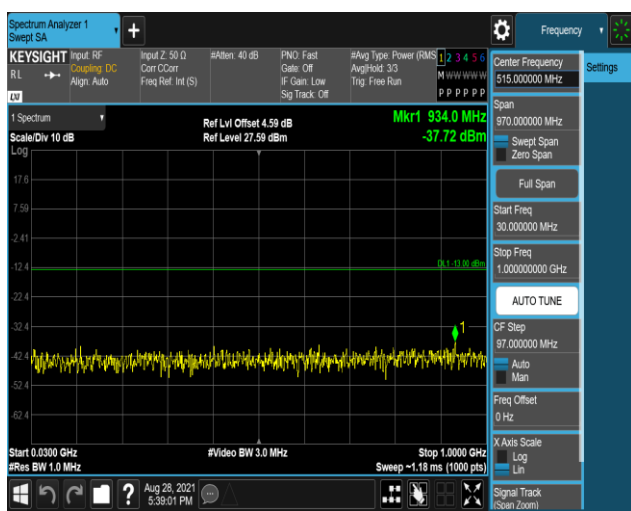 Spectrum Analyzer 1
Swept SA
Frequency
KEYSIGHT
RL
LXI
Input: RF
Coupling: DC
Align: Auto
Input Z: 50 Ω
Corr CCorr
Freq Ref: Int (S)
#Atten: 40 dB
PNO: Fast
Gate: Off
IF Gain: Low
Sig Track: Off
#Avg Type: Power (RMS
Avg|Hold: 3/3
Trig: Free Run
1 2 3 4 5 6
M W W W W W
P P P P P P
Center Frequency
515.000000 MHz
Settings
Span
970.000000 MHz
Swept Span
Zero Span
Full Span
Start Freq
30.000000 MHz
Stop Freq
1.000000000 GHz
AUTO TUNE
CF Step
97.000000 MHz
Auto
Man
Freq Offset
0 Hz
X Axis Scale
Log
Lin
Signal Track
(Span Zoom)
1 Spectrum
Scale/Div 10 dB
Log
Ref Lvl Offset 4.59 dB
Ref Level 27.59 dBm
Mkr1 934.0 MHz
-37.72 dBm
17.6
7.59
-2.41
-12.4
DL1 -13.00 dBm
-22.4
-32.4
1
-42.4
-52.4
-62.4
Start 0.0300 GHz
#Res BW 1.0 MHz
#Video BW 3.0 MHz
Stop 1.0000 GHz
Sweep ~1.18 ms (1000 pts)
?
Aug 28, 2021
5:39:01 PM